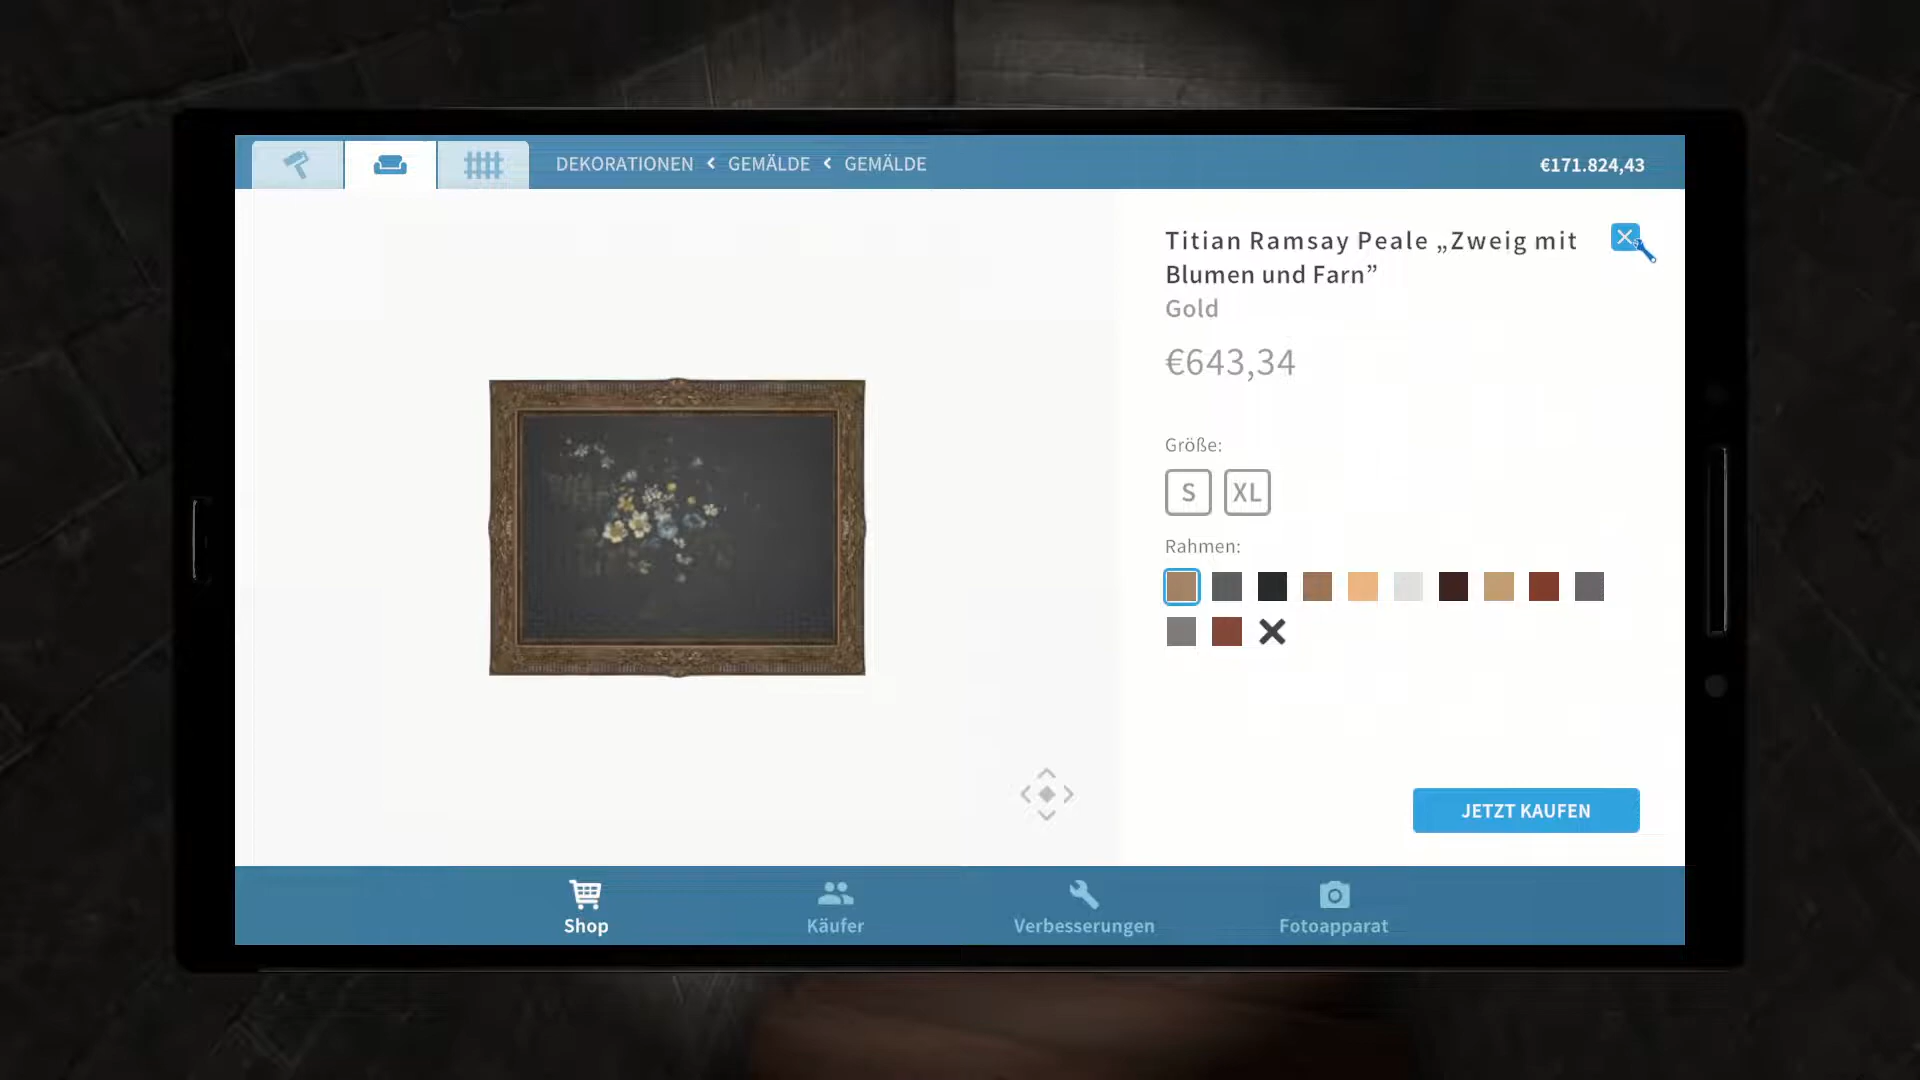 DEKORATIONEN < GEMÄLDE < GEMÄLDE
€171.824,43
Titian Ramsay Peale „Zweig mit
Blumen und Farn”
Gold
€643,34
Größe:
S XL
Rahmen:
JETZT KAUFEN
Shop Käufer Verbesserungen Fotoapparat